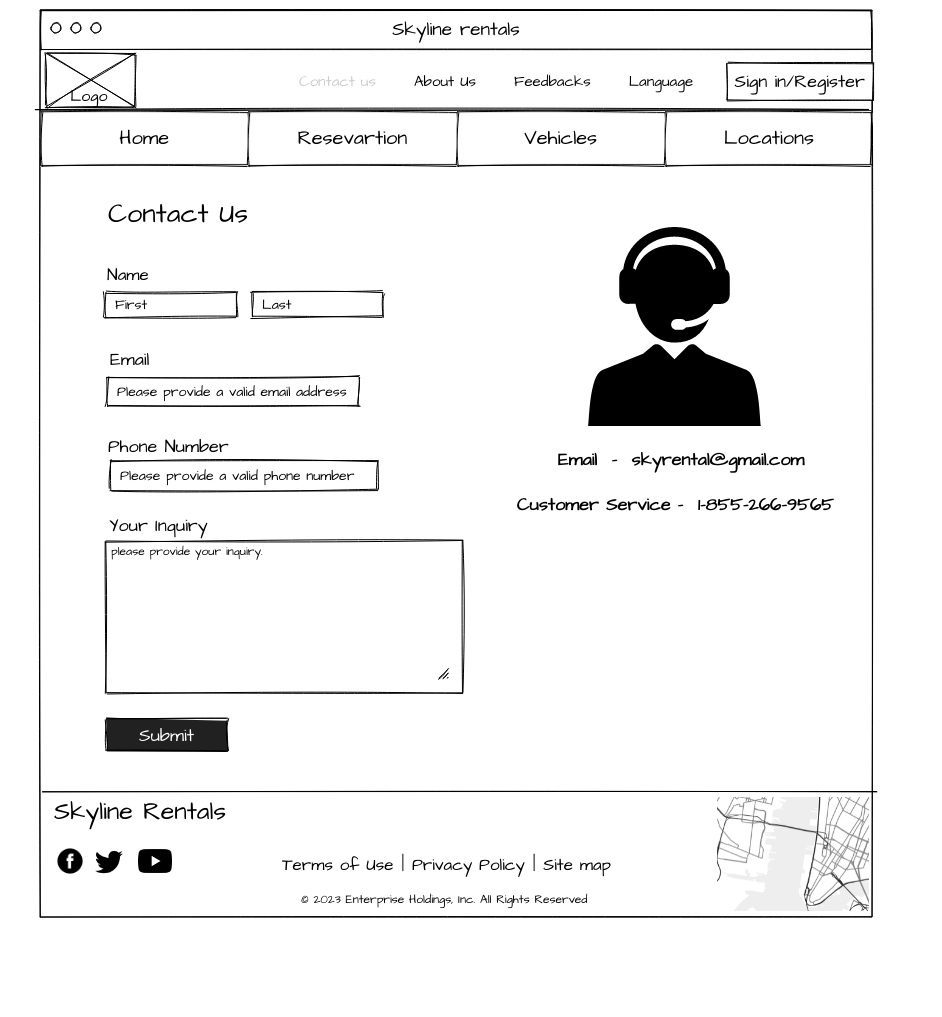 Skyline rentals
Logo
Contact us About Us Feedbacks Language Sign in/Register
Home Resevartion Vehicles Locations
Contact Us
Name
First Last
Email
Please provide a valid email address
Phone Number
Please provide a valid phone number
Your Inquiry
please provide your inquiry.
Submit
Email - skyrental@gmail.com
Customer Service - 1-855-266-9565
Skyline Rentals
Terms of Use | Privacy Policy | Site map
© 2023 Enterprise Holdings, Inc. All Rights Reserved